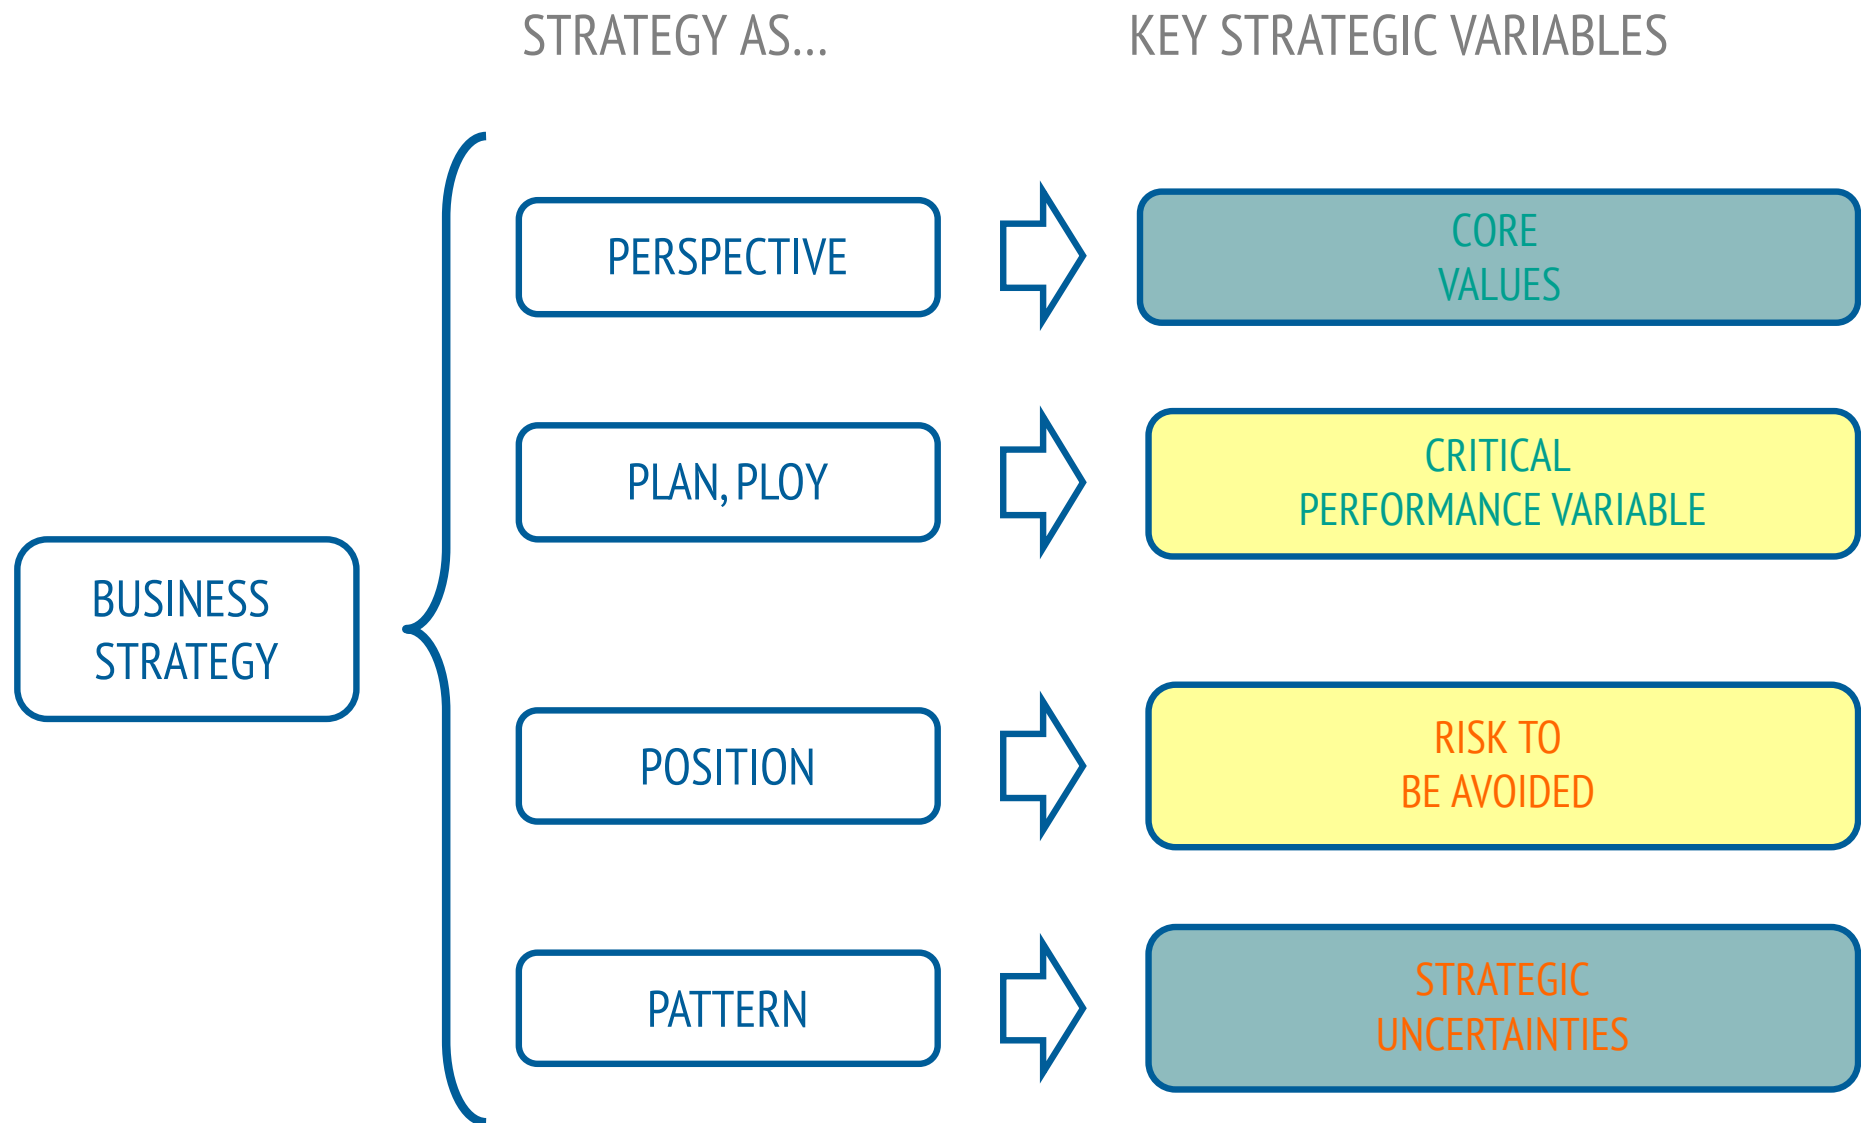 STRATEGY AS...
KEY STRATEGIC VARIABLES
PERSPECTIVE
CORE
VALUES
PLAN, PLOY
CRITICAL
PERFORMANCE VARIABLE
BUSINESS
STRATEGY
POSITION
RISK TO
BE AVOIDED
PATTERN
STRATEGIC
UNCERTAINTIES